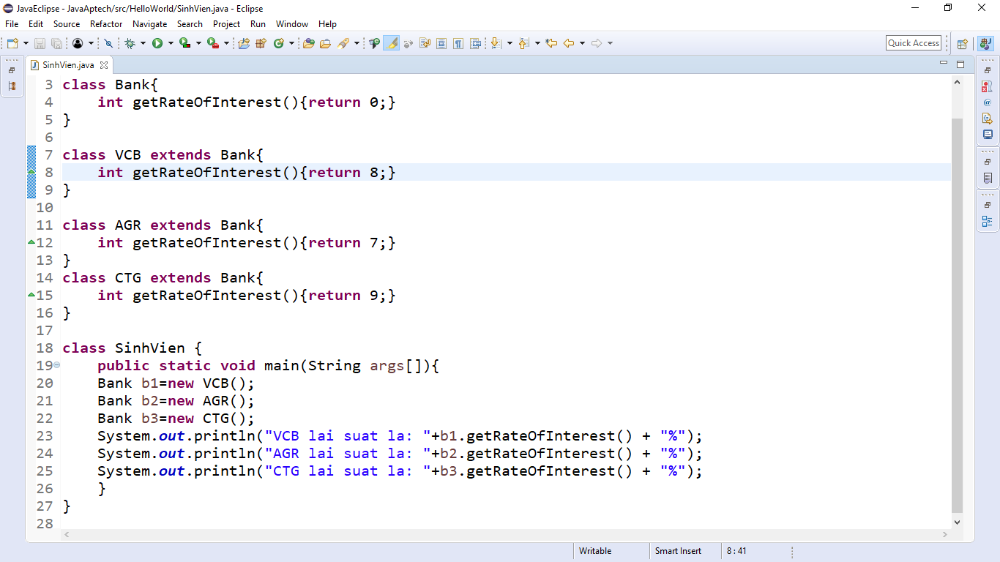 JavaEclipse - JavaAptech/src/HelloWorld/SinhVien.java - Eclipse
File Edit Source Refactor Navigate Search Project Run Window Help
Quick Access
SinhVien.java
3 class Bank{
4     int getRateOfInterest(){return 0;}
5 }
6
7 class VCB extends Bank{
8     int getRateOfInterest(){return 8;}
9 }
10
11 class AGR extends Bank{
12     int getRateOfInterest(){return 7;}
13 }
14 class CTG extends Bank{
15     int getRateOfInterest(){return 9;}
16 }
17
18 class SinhVien {
19     public static void main(String args[]){
20     Bank b1=new VCB();
21     Bank b2=new AGR();
22     Bank b3=new CTG();
23     System.out.println("VCB lai suat la: "+b1.getRateOfInterest() + "%");
24     System.out.println("AGR lai suat la: "+b2.getRateOfInterest() + "%");
25     System.out.println("CTG lai suat la: "+b3.getRateOfInterest() + "%");
26     }
27 }
28
Writable Smart Insert 8 : 41